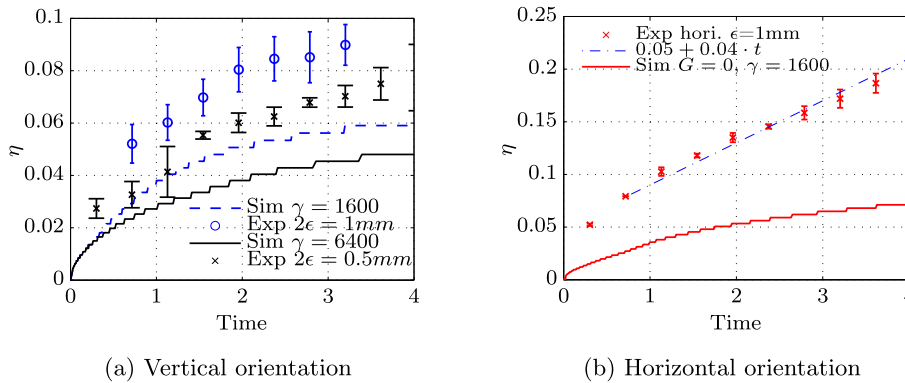 0.1
0.08
0.06
0.04
0.02
0
η
0 1 2 3 4
Time
Sim γ = 1600
Exp 2ϵ = 1mm
Sim γ = 6400
Exp 2ϵ = 0.5mm
(a) Vertical orientation
0.25
0.2
0.15
0.1
0.05
0
η
0 1 2 3 4
Time
Exp hori. ϵ=1mm
0.05 + 0.04 · t
Sim G = 0, γ = 1600
(b) Horizontal orientation